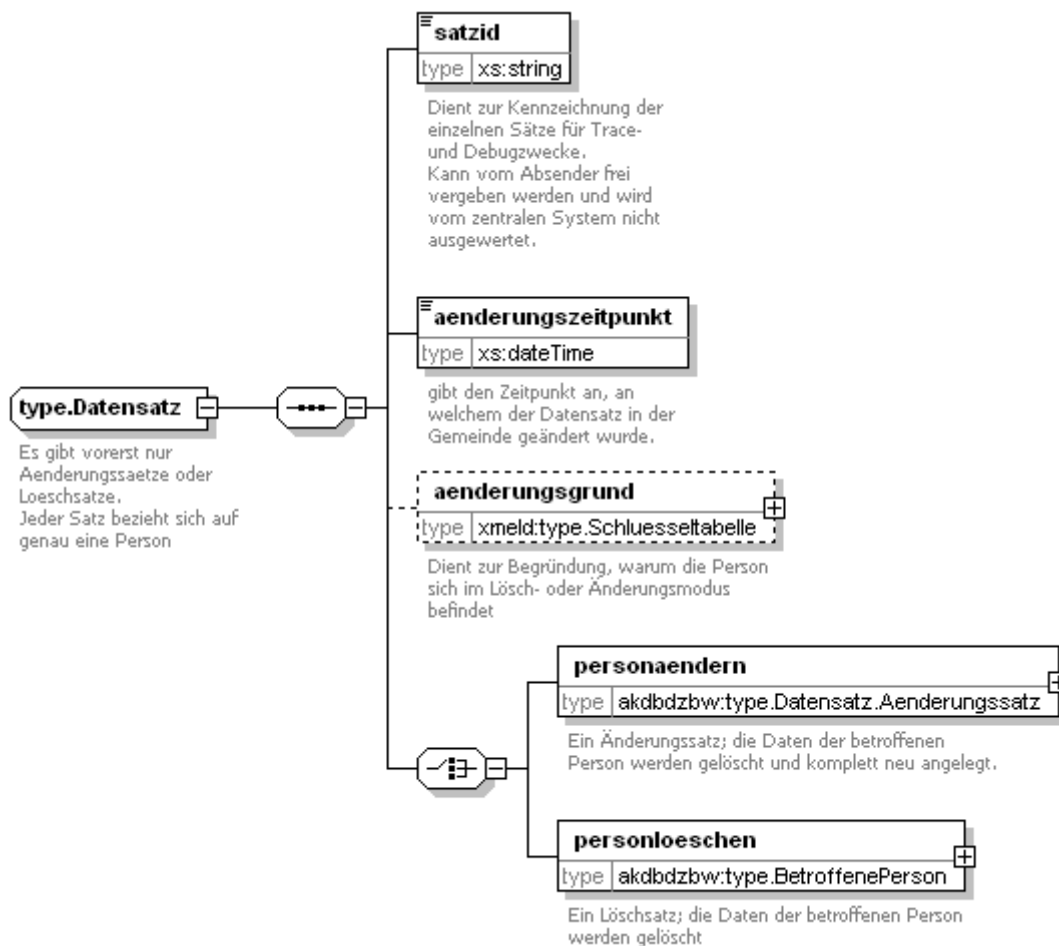 satzid
type xs:string
Dient zur Kennzeichnung der
einzelnen Sätze für Trace-
und Debugzwecke.
Kann vom Absender frei
vergeben werden und wird
vom zentralen System nicht
ausgewertet.
aenderungszeitpunkt
type xs:dateTime
gibt den Zeitpunkt an, an
welchem der Datensatz in der
Gemeinde geändert wurde.
type.Datensatz
Es gibt vorerst nur
Aenderungssaetze oder
Loeschsatze.
Jeder Satz bezieht sich auf
genau eine Person
aenderungsgrund
type xmeld:type.Schluesseltabelle
Dient zur Begründung, warum die Person
sich im Lösch- oder Änderungsmodus
befindet
personaendern
type akdbdzbw:type.Datensatz.Aenderungssatz
Ein Änderungssatz; die Daten der betroffenen
Person werden gelöscht und komplett neu angelegt.
personloeschen
type akdbdzbw:type.BetroffenePerson
Ein Löschsatz; die Daten der betroffenen Person
werden gelöscht